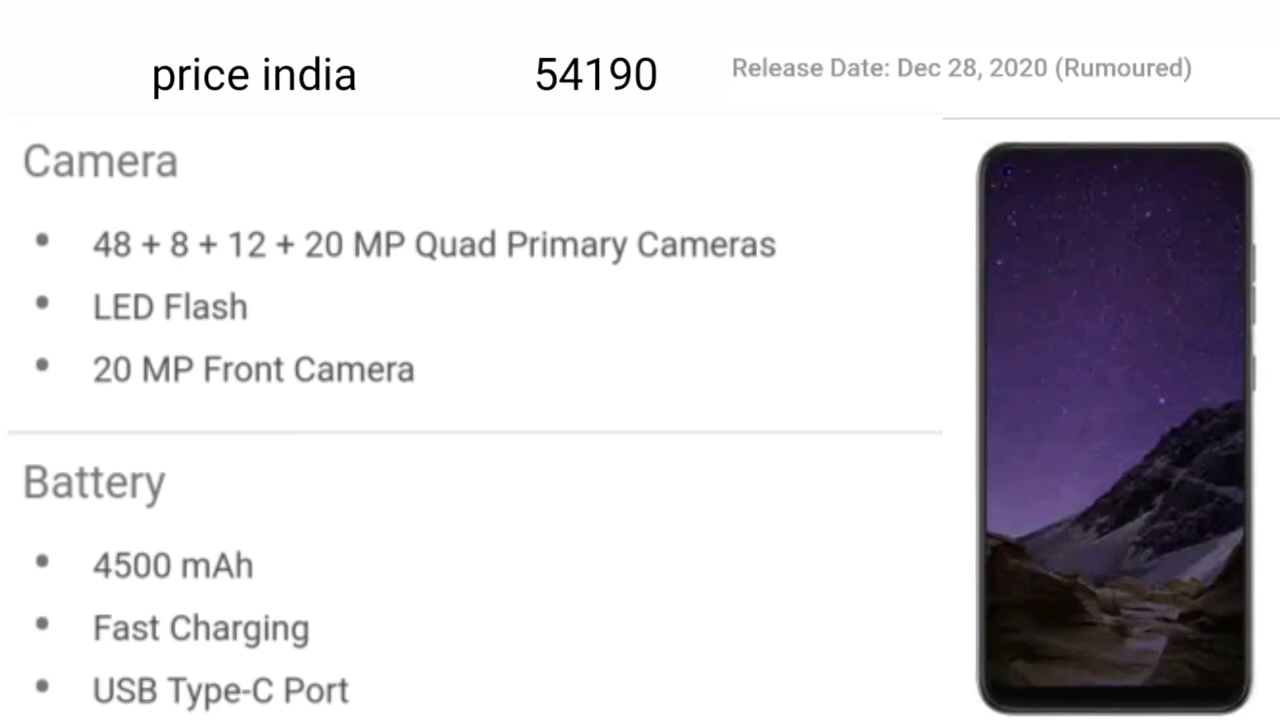 price india 54190 Release Date: Dec 28, 2020 (Rumoured)
Camera
• 48 + 8 + 12 + 20 MP Quad Primary Cameras
• LED Flash
• 20 MP Front Camera
Battery
• 4500 mAh
• Fast Charging
• USB Type-C Port